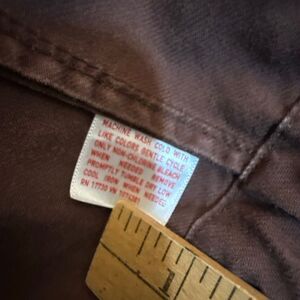 MACHINE WASH COLD WITH
LIKE COLORS GENTLE CYCLE
ONLY NON-CHLORINE BLEACH
WHEN NEEDED REMOVE
PROMPTLY TUMBLE DRY LOW
COOL IRON WHEN NEEDED
RN 17730 VN
1